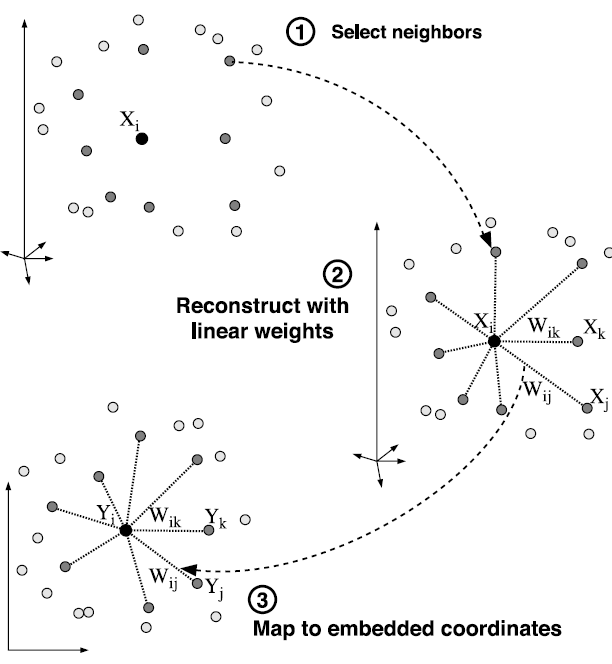 1 Select neighbors
Xi
2
Reconstruct with
linear weights
Xi
Wik
Xk
Wij
Xj
Yi
Wik
Yk
Wij
Yj
3
Map to embedded coordinates